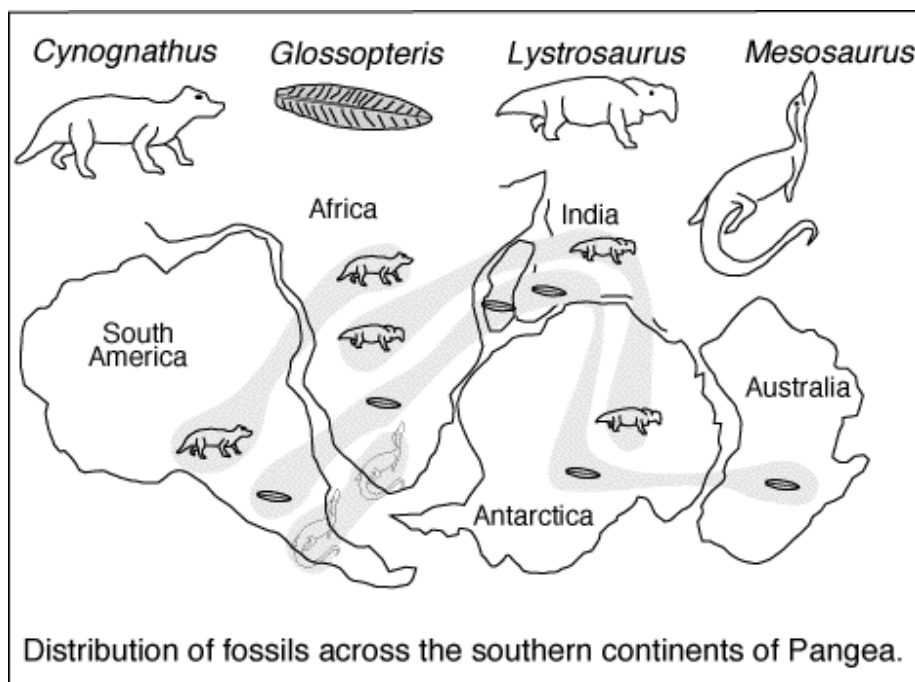 Cynognathus
Glossopteris
Lystrosaurus
Mesosaurus
Africa
India
South
America
Australia
Antarctica
Distribution of fossils across the southern continents of Pangea.